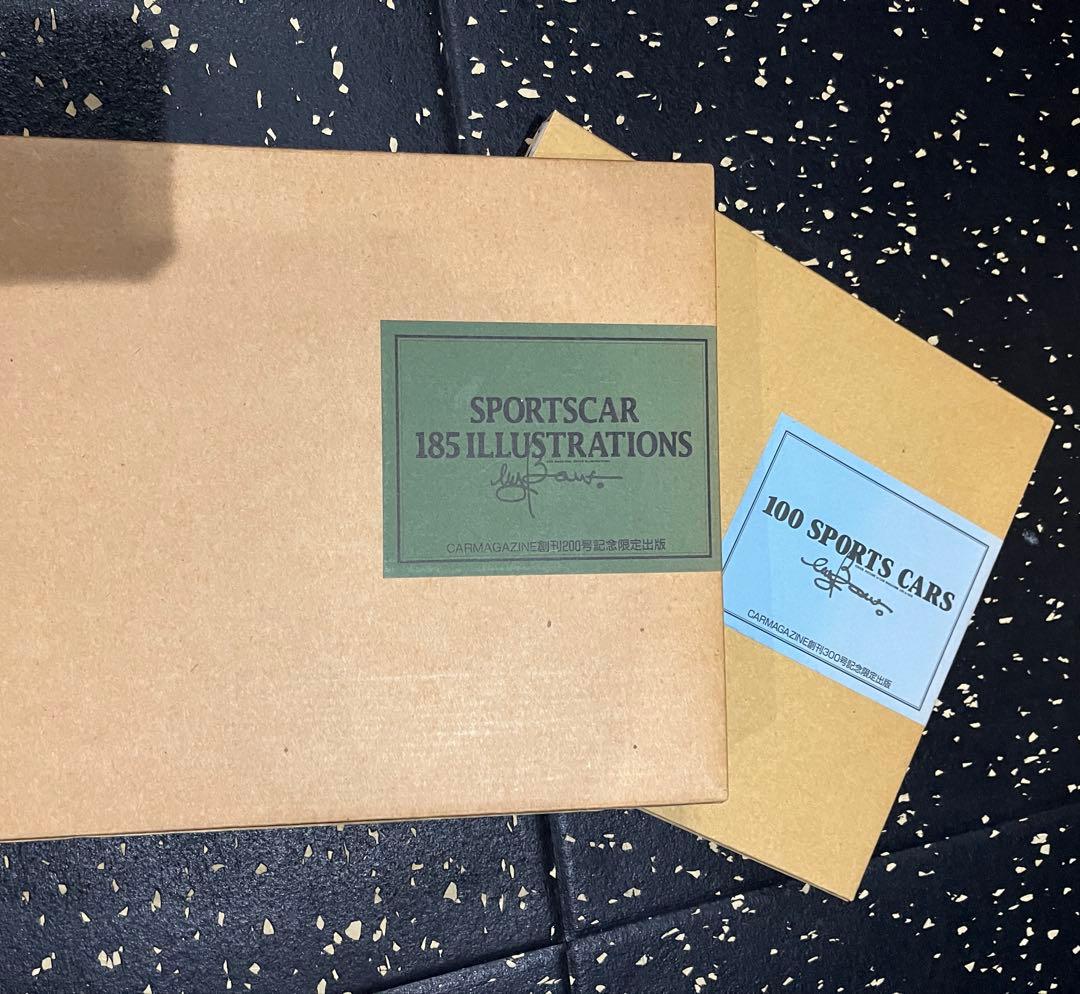 SPORTSCAR
185 ILLUSTRATIONS
CARMAGAZINE創刊200号記念限定出版
100 SPORTS CARS
CARMAGAZINE創刊300号記念限定出版